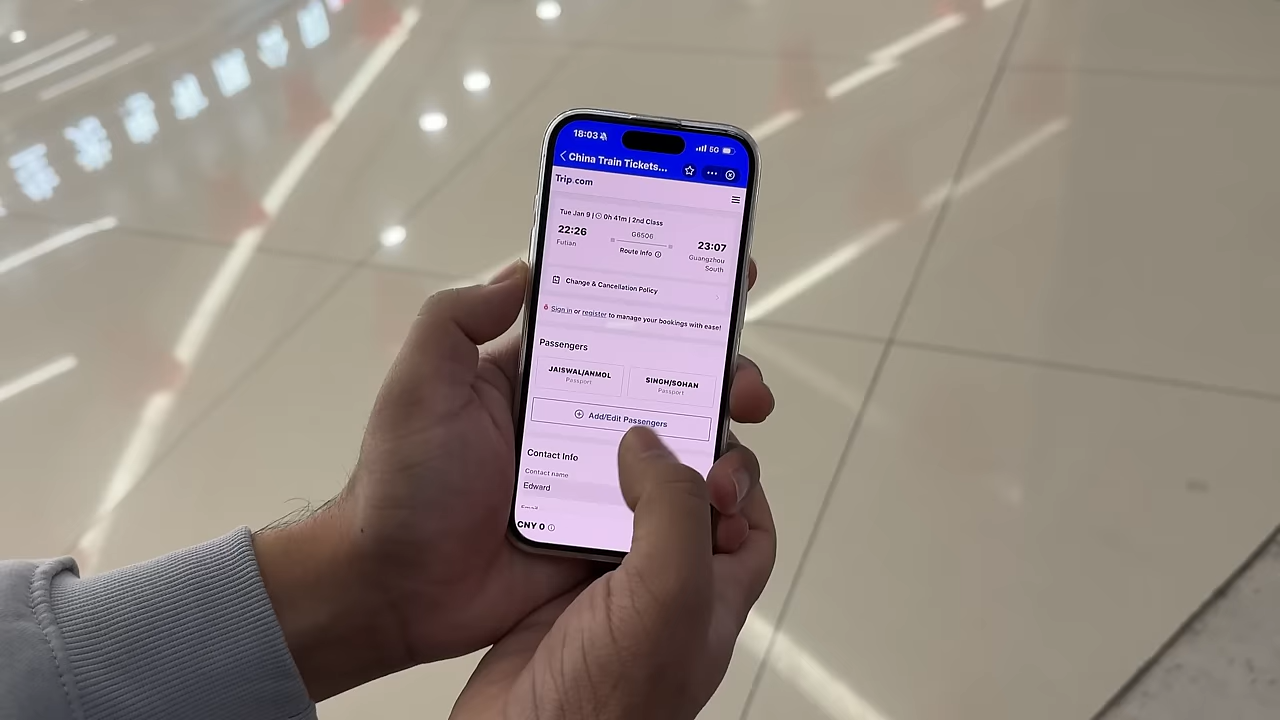 18:03
5G
China Train Tickets...
Trip.com
Tue Jan 9 | 0h 41m | 2nd Class
22:26
G6506
23:07
Futian
Route Info
Guangzhou
South
Change & Cancellation Policy
Sign in or register to manage your bookings with ease!
Passengers
JAISWAL/ANMOL
Passport
SINGH/SOHAN
Passport
Add/Edit Passengers
Contact Info
Contact name
Edward
CNY 0